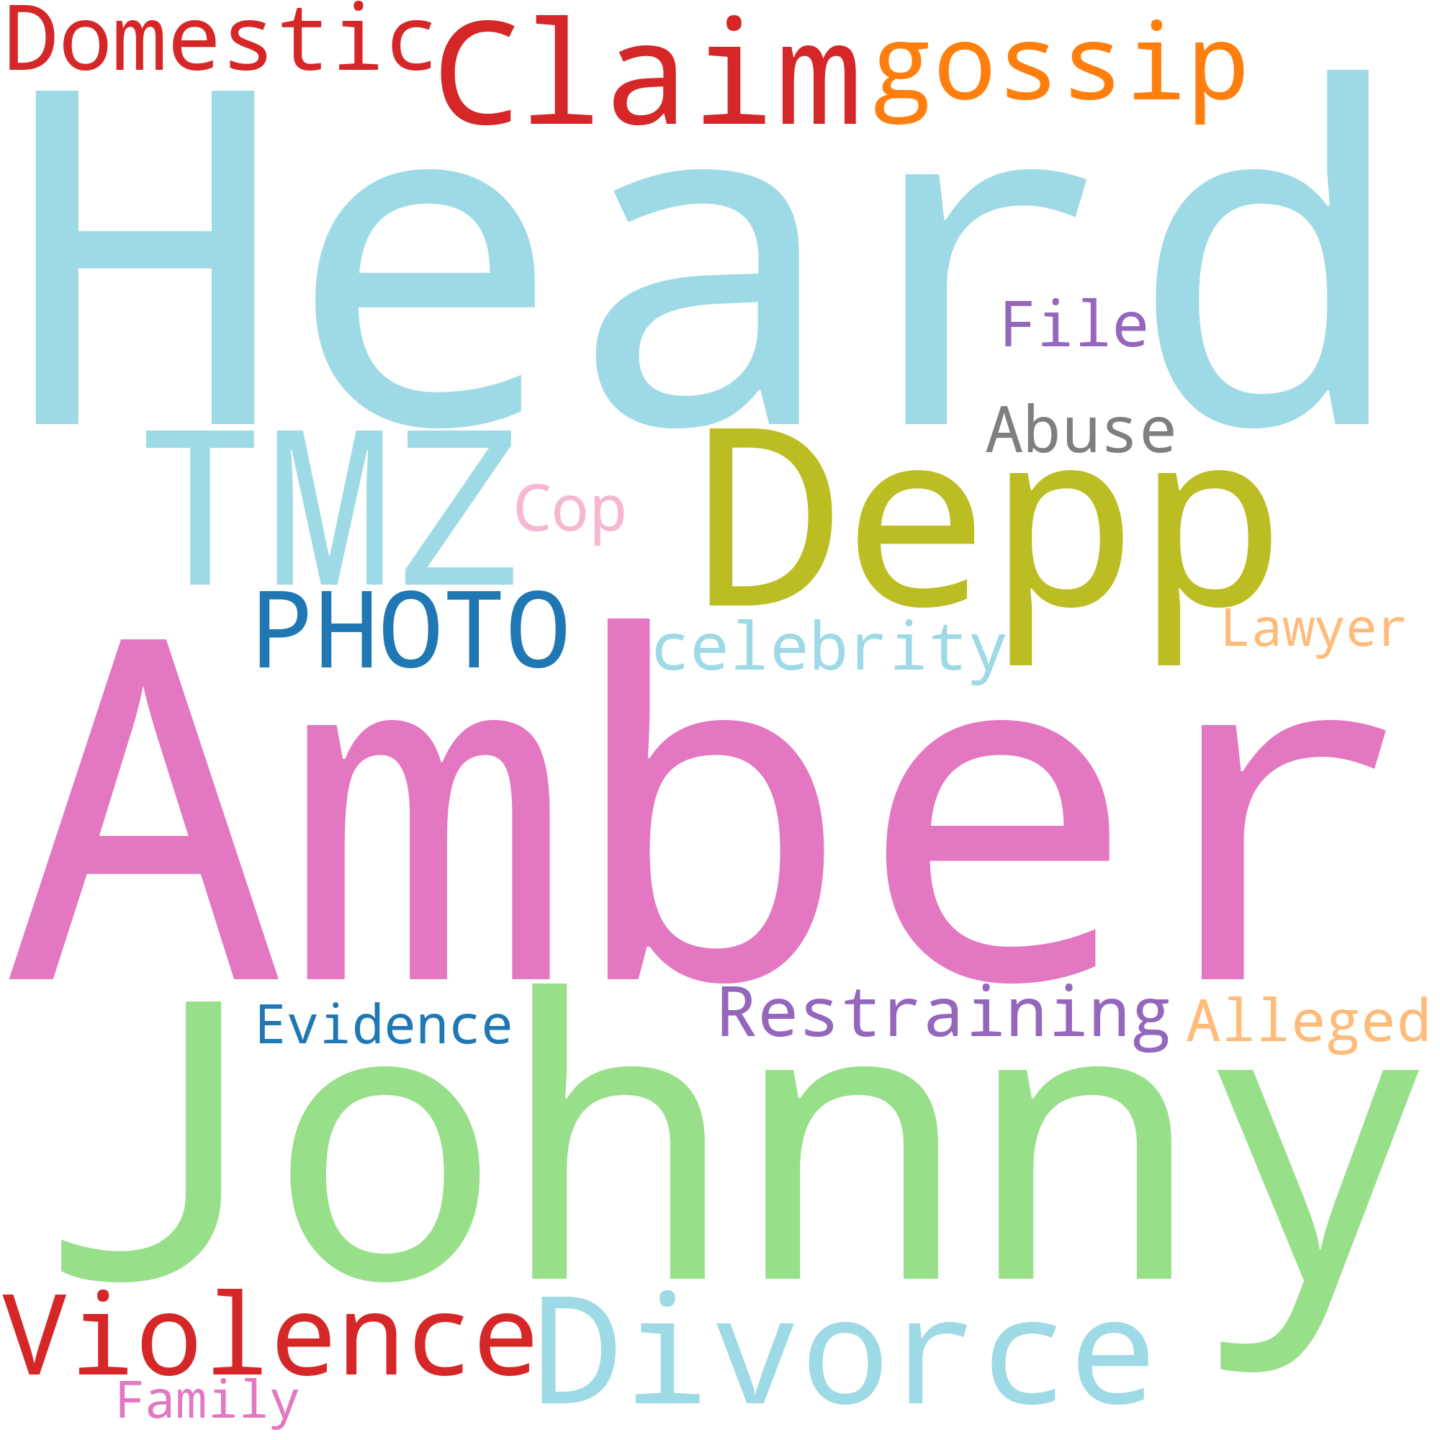 Domestic Claim gossip
Heard
File
Abuse
TMZ Cop Depp
PHOTO celebrity Lawyer
Amber
Evidence Restraining Alleged
Johnny
Violence Divorce
Family